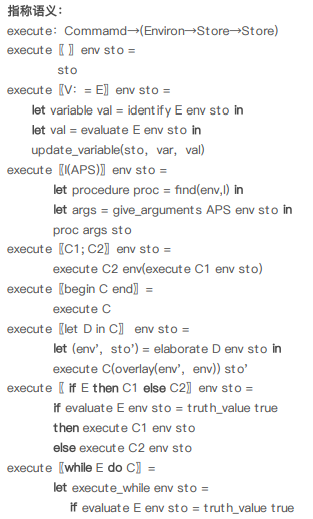 指称语义：
execute：Commamd→(Environ→Store→Store)
execute〖 〗env sto =
sto
execute〖V：= E〗env sto =
let variable val = identify E env sto in
let val = evaluate E env sto in
update_variable(sto，var，val)
execute〖I(APS)〗env sto =
let procedure proc = find(env,I) in
let args = give_arguments APS env sto in
proc args sto
execute〖C1; C2〗env sto =
execute C2 env(execute C1 env sto)
execute〖begin C end〗=
execute C
execute〖let D in C〗 env sto =
let (env’，sto’) = elaborate D env sto in
execute C(overlay(env’，env)) sto’
execute〖 if E then C1 else C2〗env sto =
if evaluate E env sto = truth_value true
then execute C1 env sto
else execute C2 env sto
execute〖while E do C〗=
let execute_while env sto =
if evaluate E env sto = truth_value true